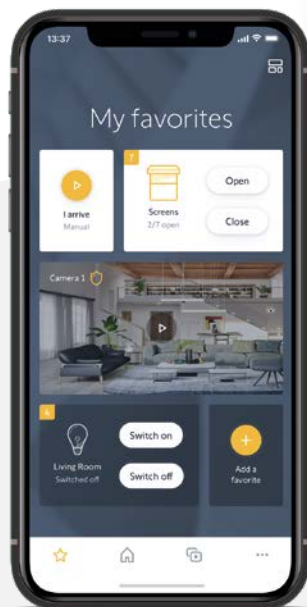 13:37
My favorites
I arrive
Manual
7
Screens
2/7 open
Open
Close
Camera 1
4
Living Room
Switched off
Switch on
Switch off
Add a
favorite